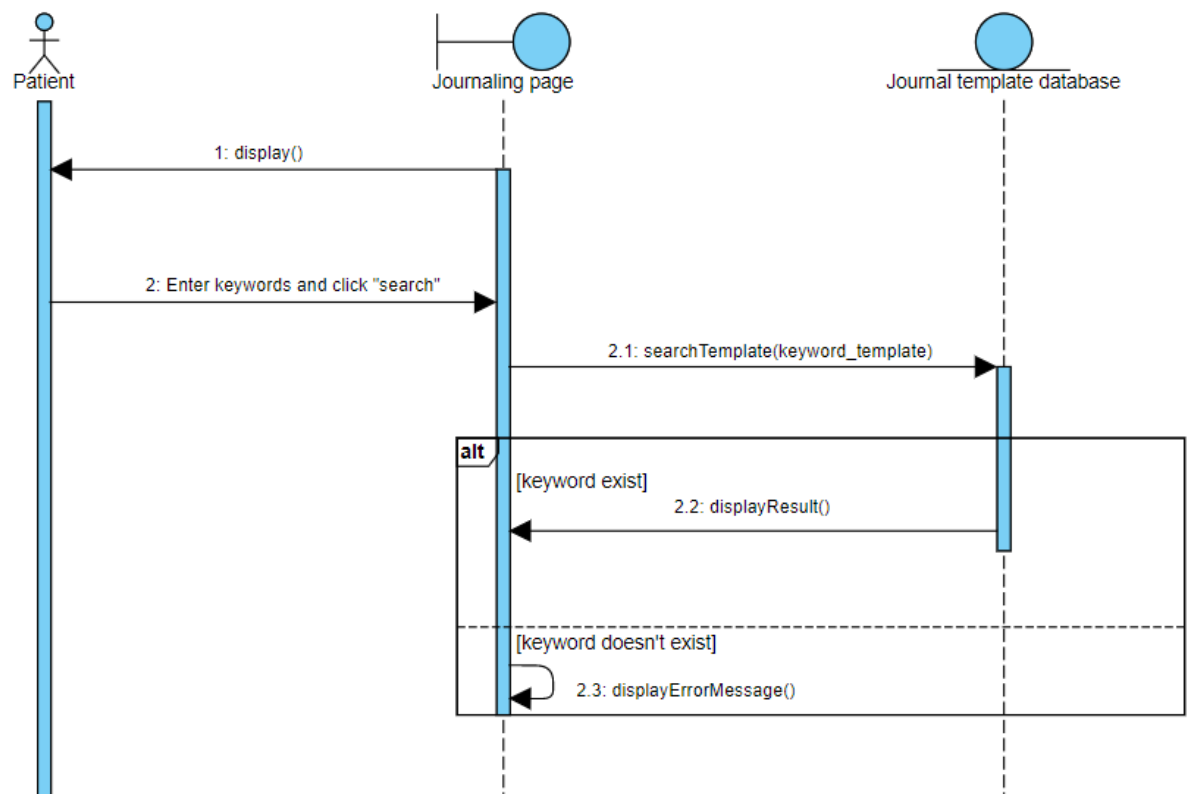 Patient
Journaling page
Journal template database
1: display()
2: Enter keywords and click "search"
2.1: searchTemplate(keyword_template)
alt
[keyword exist]
2.2: displayResult()
[keyword doesn't exist]
2.3: displayErrorMessage()